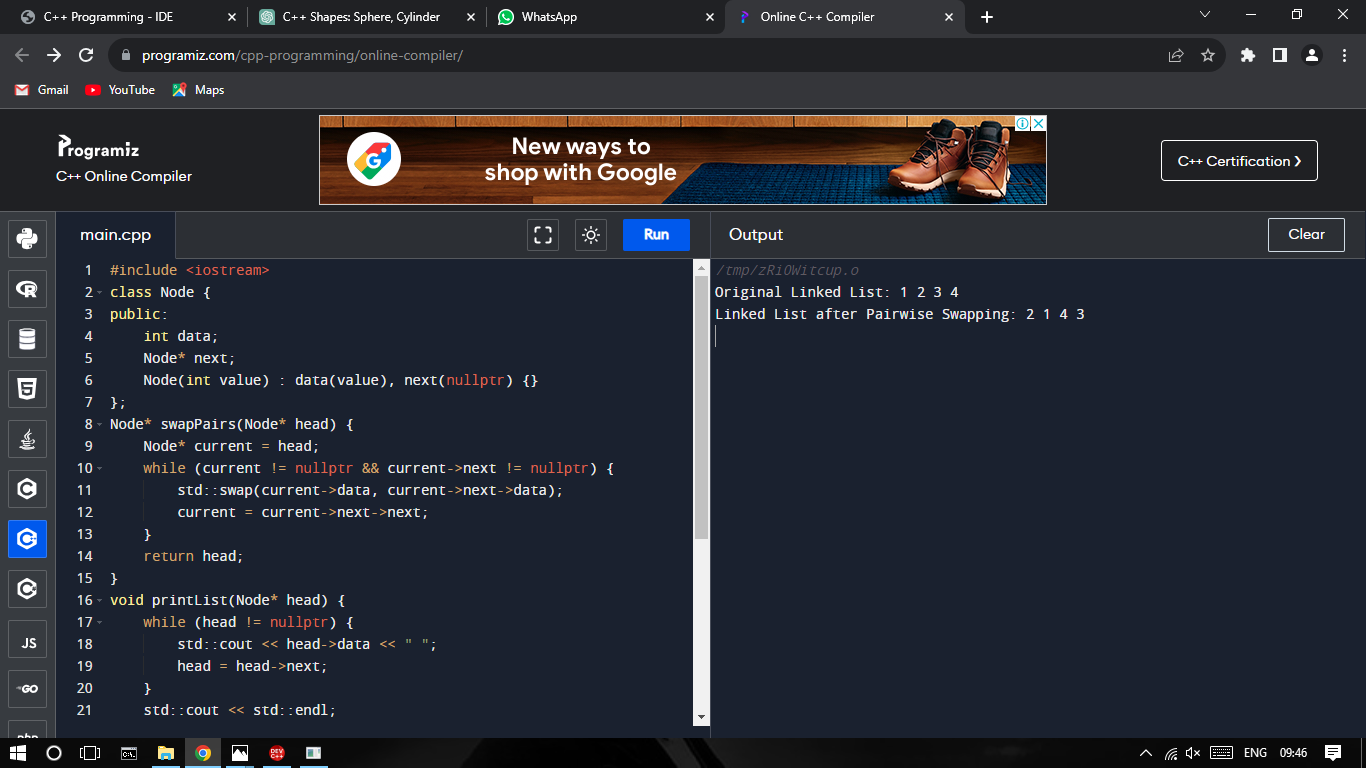 C++ Programming - IDE
C++ Shapes: Sphere, Cylinder
WhatsApp
Online C++ Compiler
programiz.com/cpp-programming/online-compiler/
Gmail
YouTube
Maps
Programiz
C++ Online Compiler
New ways to
shop with Google
C++ Certification
main.cpp
Run
Output
Clear
1 #include <iostream>
2 class Node {
3 public:
4 int data;
5 Node* next;
6 Node(int value) : data(value), next(nullptr) {}
7 };
8 Node* swapPairs(Node* head) {
9 Node* current = head;
10 while (current != nullptr && current->next != nullptr) {
11 std::swap(current->data, current->next->data);
12 current = current->next->next;
13 }
14 return head;
15 }
16 void printList(Node* head) {
17 while (head != nullptr) {
18 std::cout << head->data << " ";
19 head = head->next;
20 }
21 std::cout << std::endl;
/tmp/zRiOWitcup.o
Original Linked List: 1 2 3 4
Linked List after Pairwise Swapping: 2 1 4 3
JS
GO
php
DEV
C++
ENG
09:46